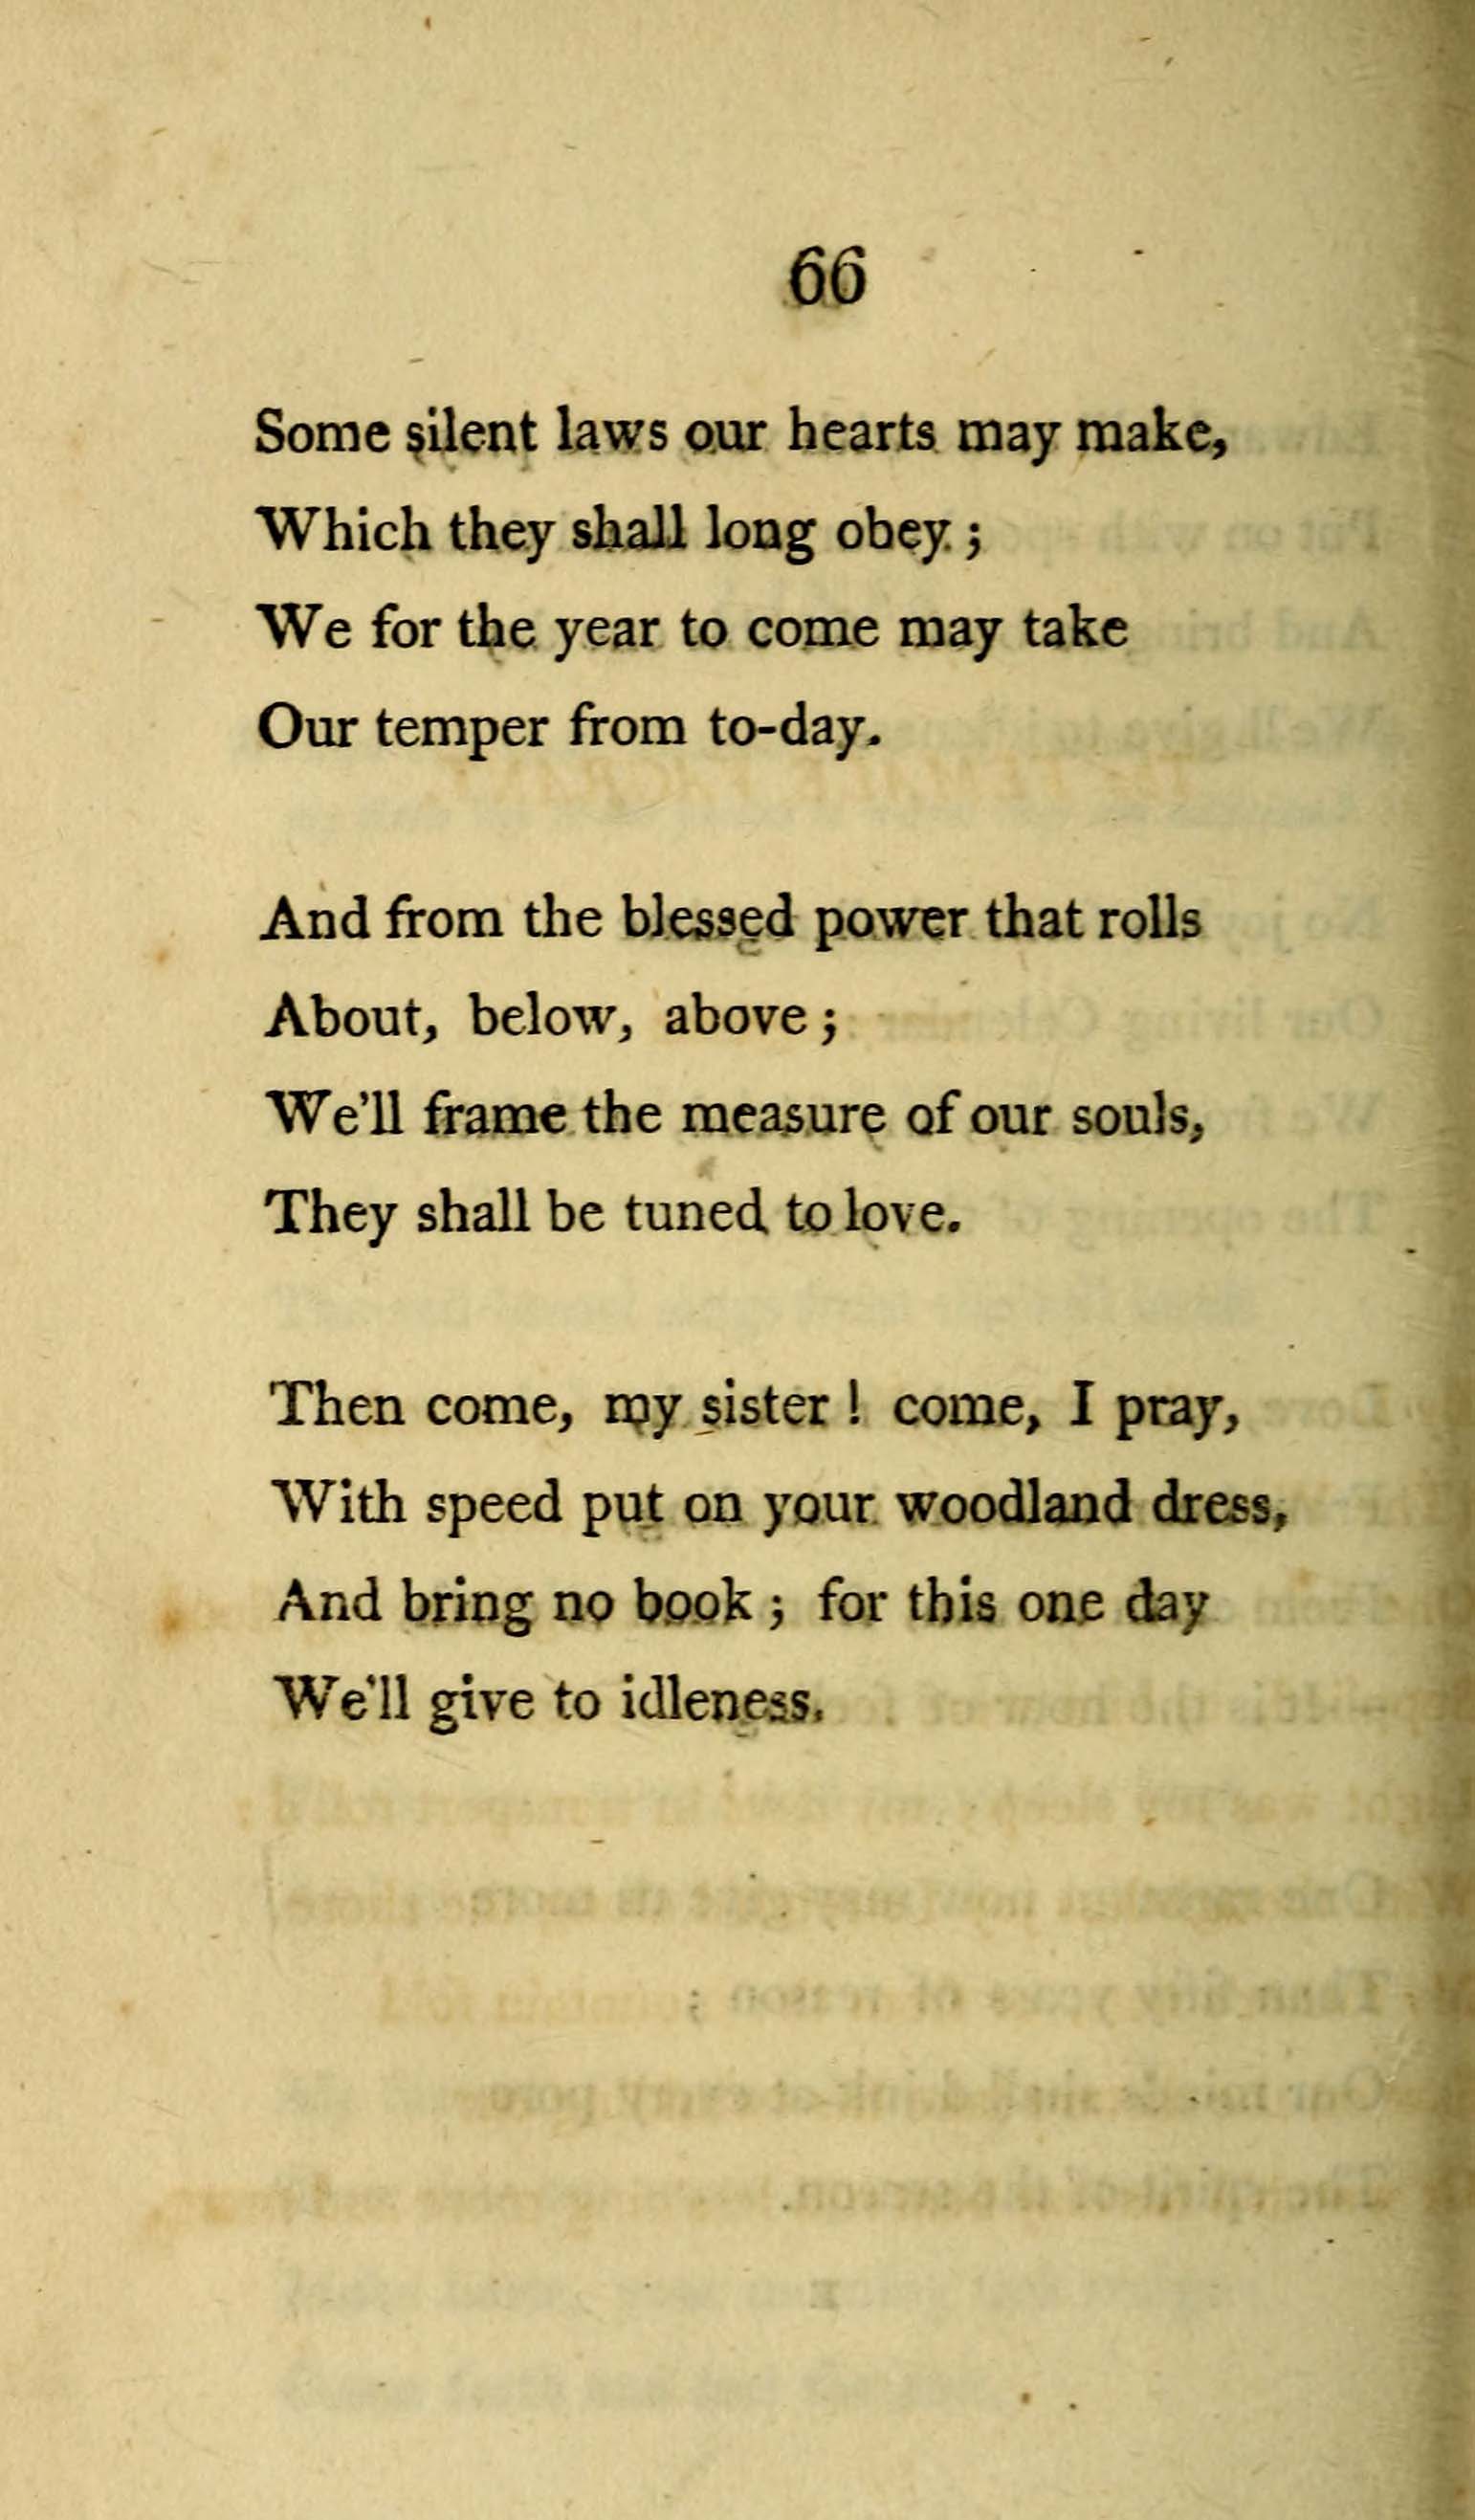 66
Some silent laws our hearts may make,
Which they shall long obey ;
We for the year to come may take
Our temper from to-day.
And from the blessed power that rolls
About, below, above ;
We'll frame the measure of our souls,
They shall be tuned to love.
Then come, my sister ! come, I pray,
With speed put on your woodland dress,
And bring no book ; for this one day
We'll give to idleness.